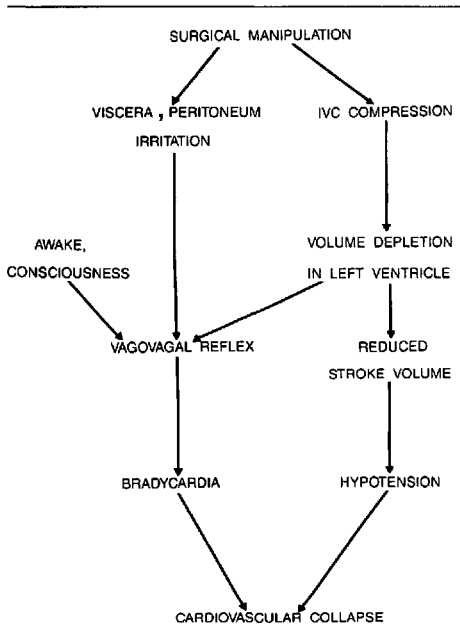 SURGICAL MANIPULATION
VISCERA, PERITONEUM
IRRITATION
IVC COMPRESSION
AWAKE,
CONSCIOUSNESS
VOLUME DEPLETION
IN LEFT VENTRICLE
VAGOVAGAL REFLEX
REDUCED
STROKE VOLUME
BRADYCARDIA
HYPOTENSION
CARDIOVASCULAR COLLAPSE